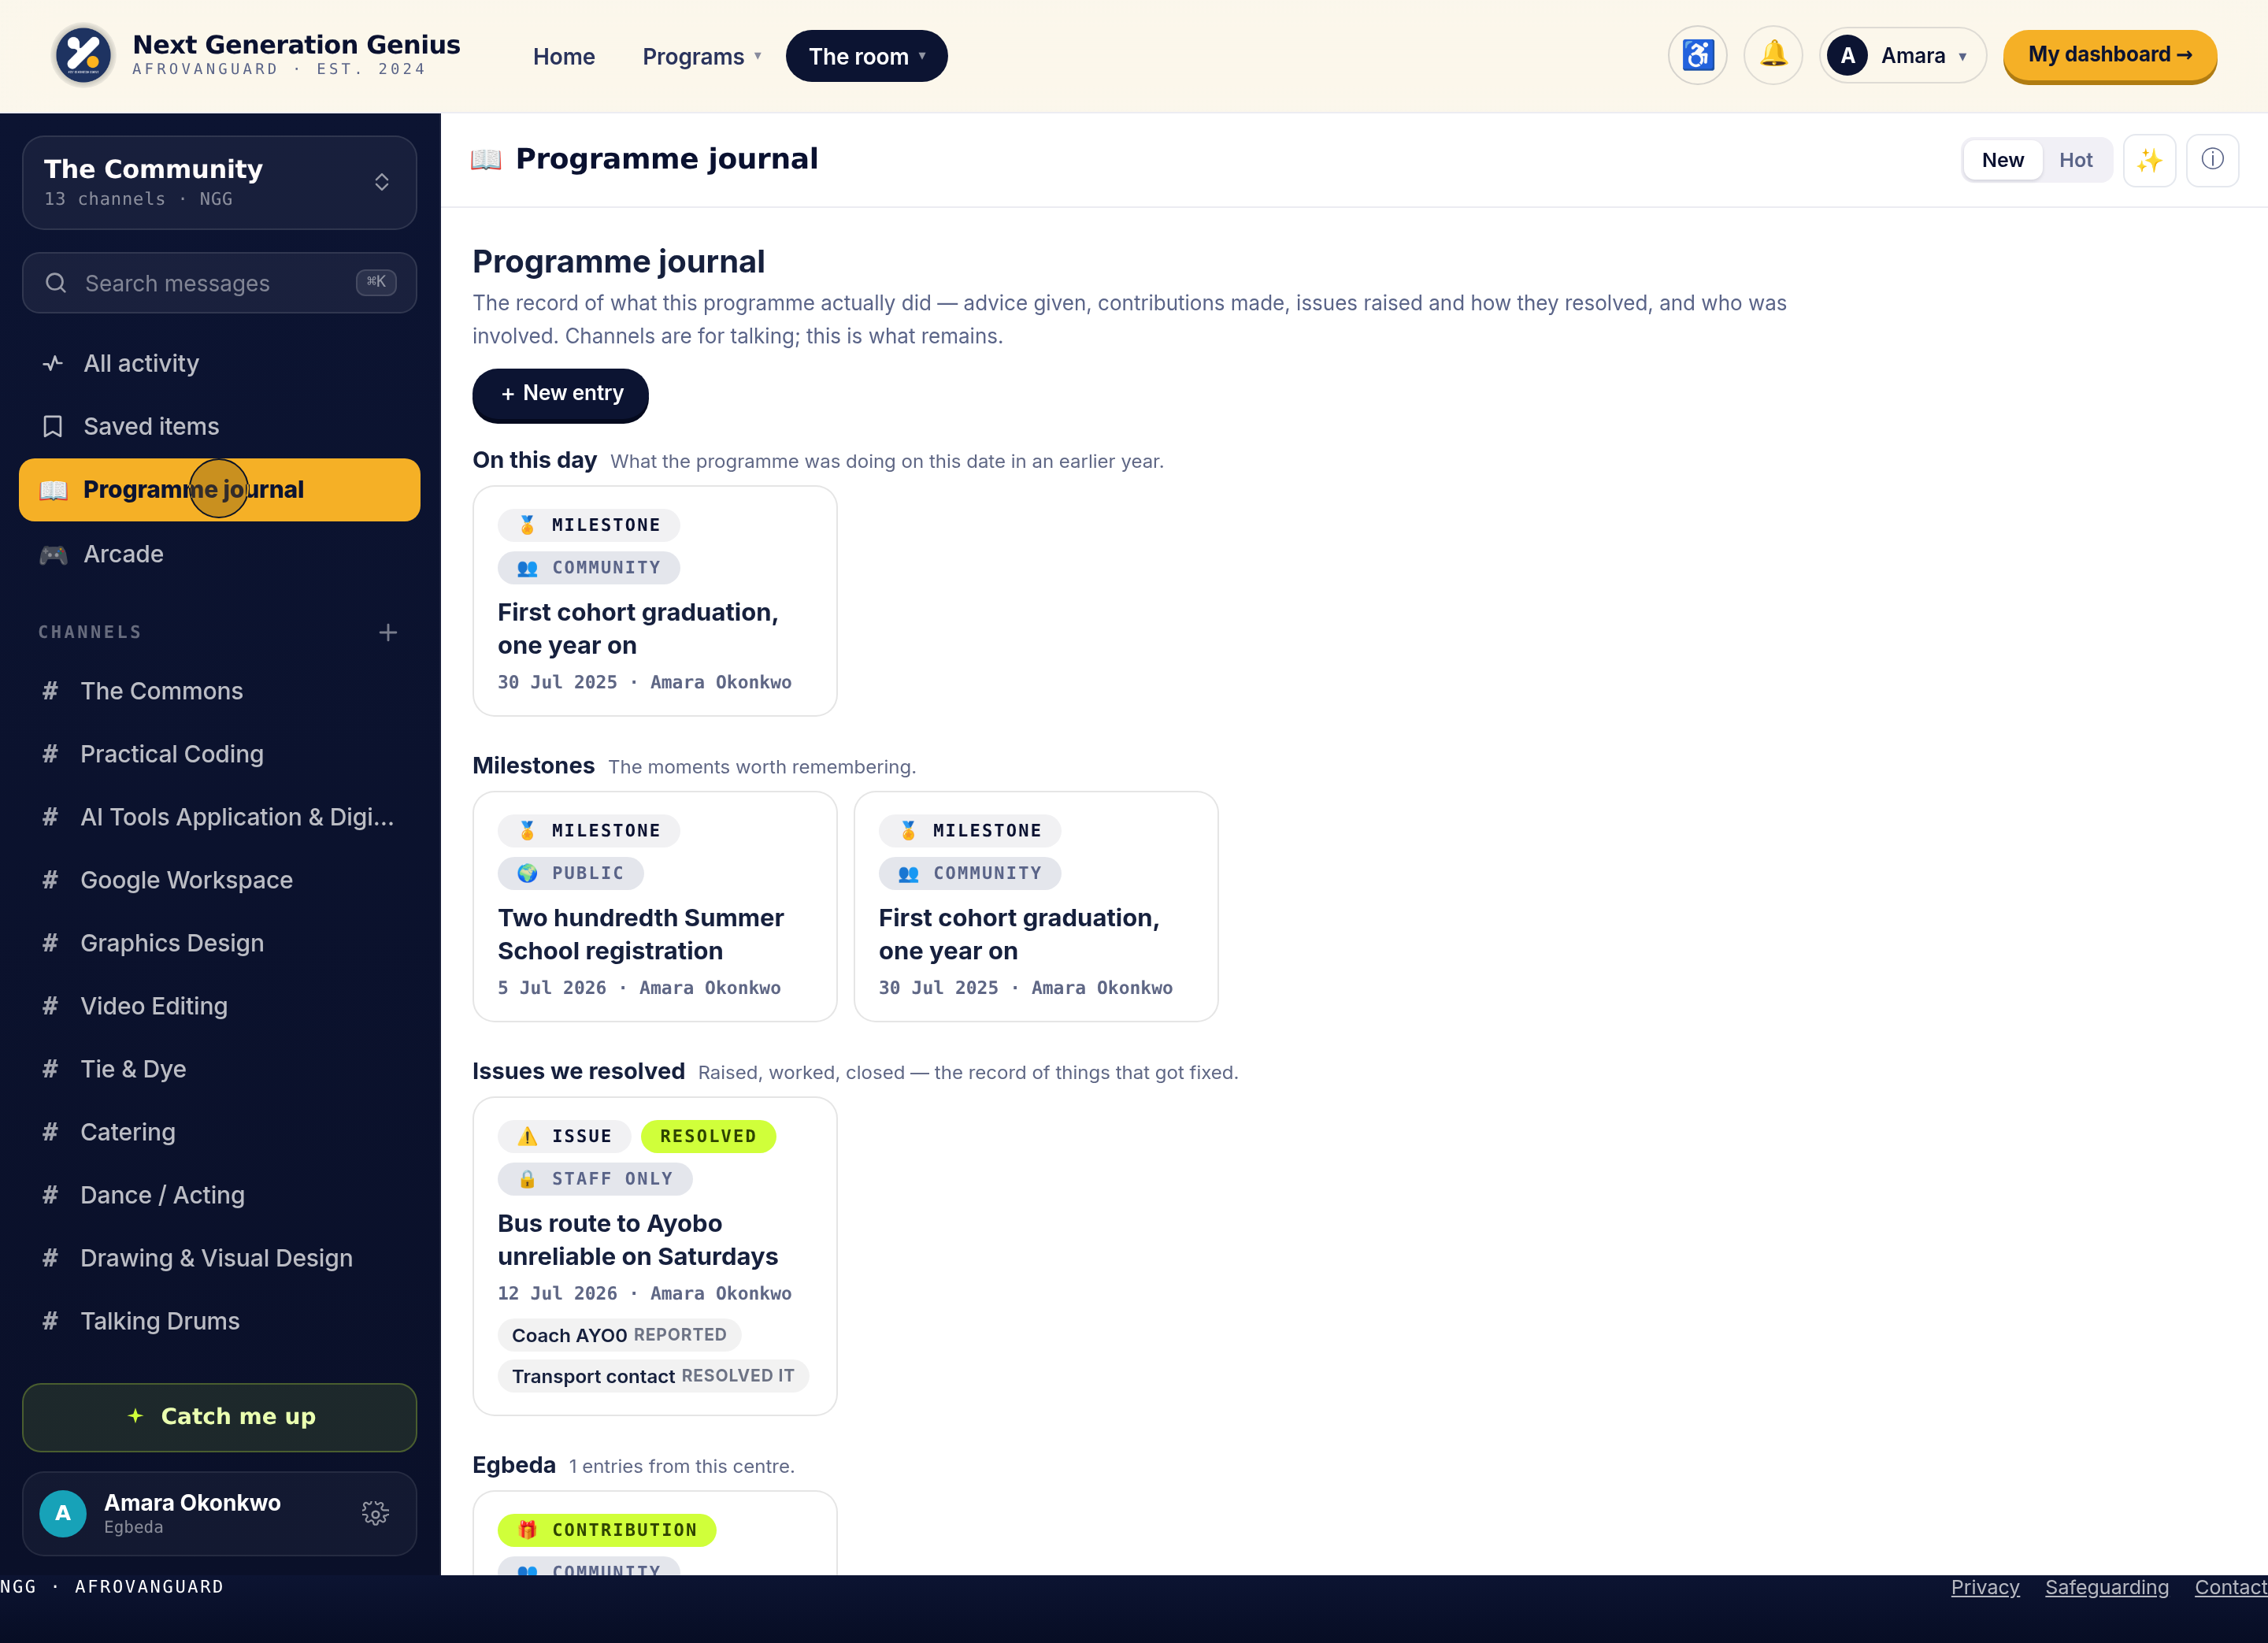 Next Generation Genius
AFROVANGUARD · EST. 2024
Home
Programs ▾
The room ▾
A Amara ▾
My dashboard →
The Community
13 channels · NGG
Search messages
⌘K
All activity
Saved items
Programme journal
Arcade
CHANNELS
# The Commons
# Practical Coding
# AI Tools Application & Digi...
# Google Workspace
# Graphics Design
# Video Editing
# Tie & Dye
# Catering
# Dance / Acting
# Drawing & Visual Design
# Talking Drums
Catch me up
A
Amara Okonkwo
Egbeda
Programme journal
New
Hot
Programme journal
The record of what this programme actually did — advice given, contributions made, issues raised and how they resolved, and who was
involved. Channels are for talking; this is what remains.
+ New entry
On this day What the programme was doing on this date in an earlier year.
MILESTONE
COMMUNITY
First cohort graduation,
one year on
30 Jul 2025 · Amara Okonkwo
Milestones The moments worth remembering.
MILESTONE
PUBLIC
Two hundredth Summer
School registration
5 Jul 2026 · Amara Okonkwo
MILESTONE
COMMUNITY
First cohort graduation,
one year on
30 Jul 2025 · Amara Okonkwo
Issues we resolved Raised, worked, closed — the record of things that got fixed.
ISSUE RESOLVED
STAFF ONLY
Bus route to Ayobo
unreliable on Saturdays
12 Jul 2026 · Amara Okonkwo
Coach AYO0 REPORTED
Transport contact RESOLVED IT
Egbeda 1 entries from this centre.
CONTRIBUTION
COMMUNITY
NGG · AFROVANGUARD
Privacy
Safeguarding
Contact